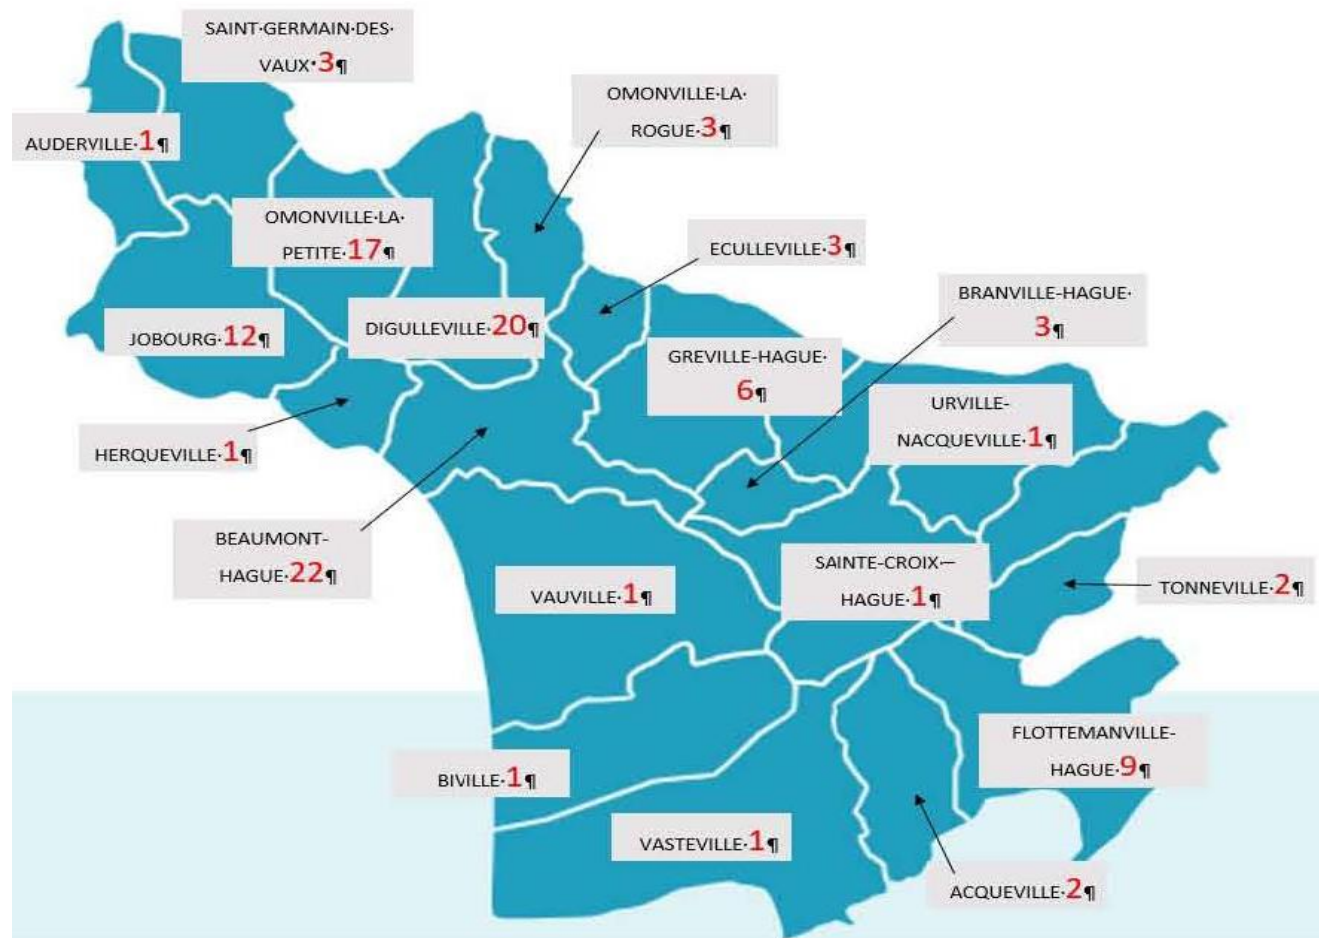 SAINT·GERMAIN·DES·
VAUX·3¶
OMONVILLE·LA·
ROGUE·3¶
AUDERVILLE·1¶
OMONVILLE·LA·
PETITE·17¶
ECULLEVILLE·3¶
BRANVILLE-HAGUE·
3¶
JOBOURG·12¶
DIGULLEVILLE·20¶
GREVILLE-HAGUE·
6¶
URVILLE-
NACQUEVILLE·1¶
HERQUEVILLE·1¶
BEAUMONT-
HAGUE·22¶
SAINTE-CROIX—
HAGUE·1¶
VAUVILLE·1¶
TONNEVILLE·2¶
FLOTTEMANVILLE-
HAGUE·9¶
BIVILLE·1¶
VASTEVILLE·1¶
ACQUEVILLE·2¶